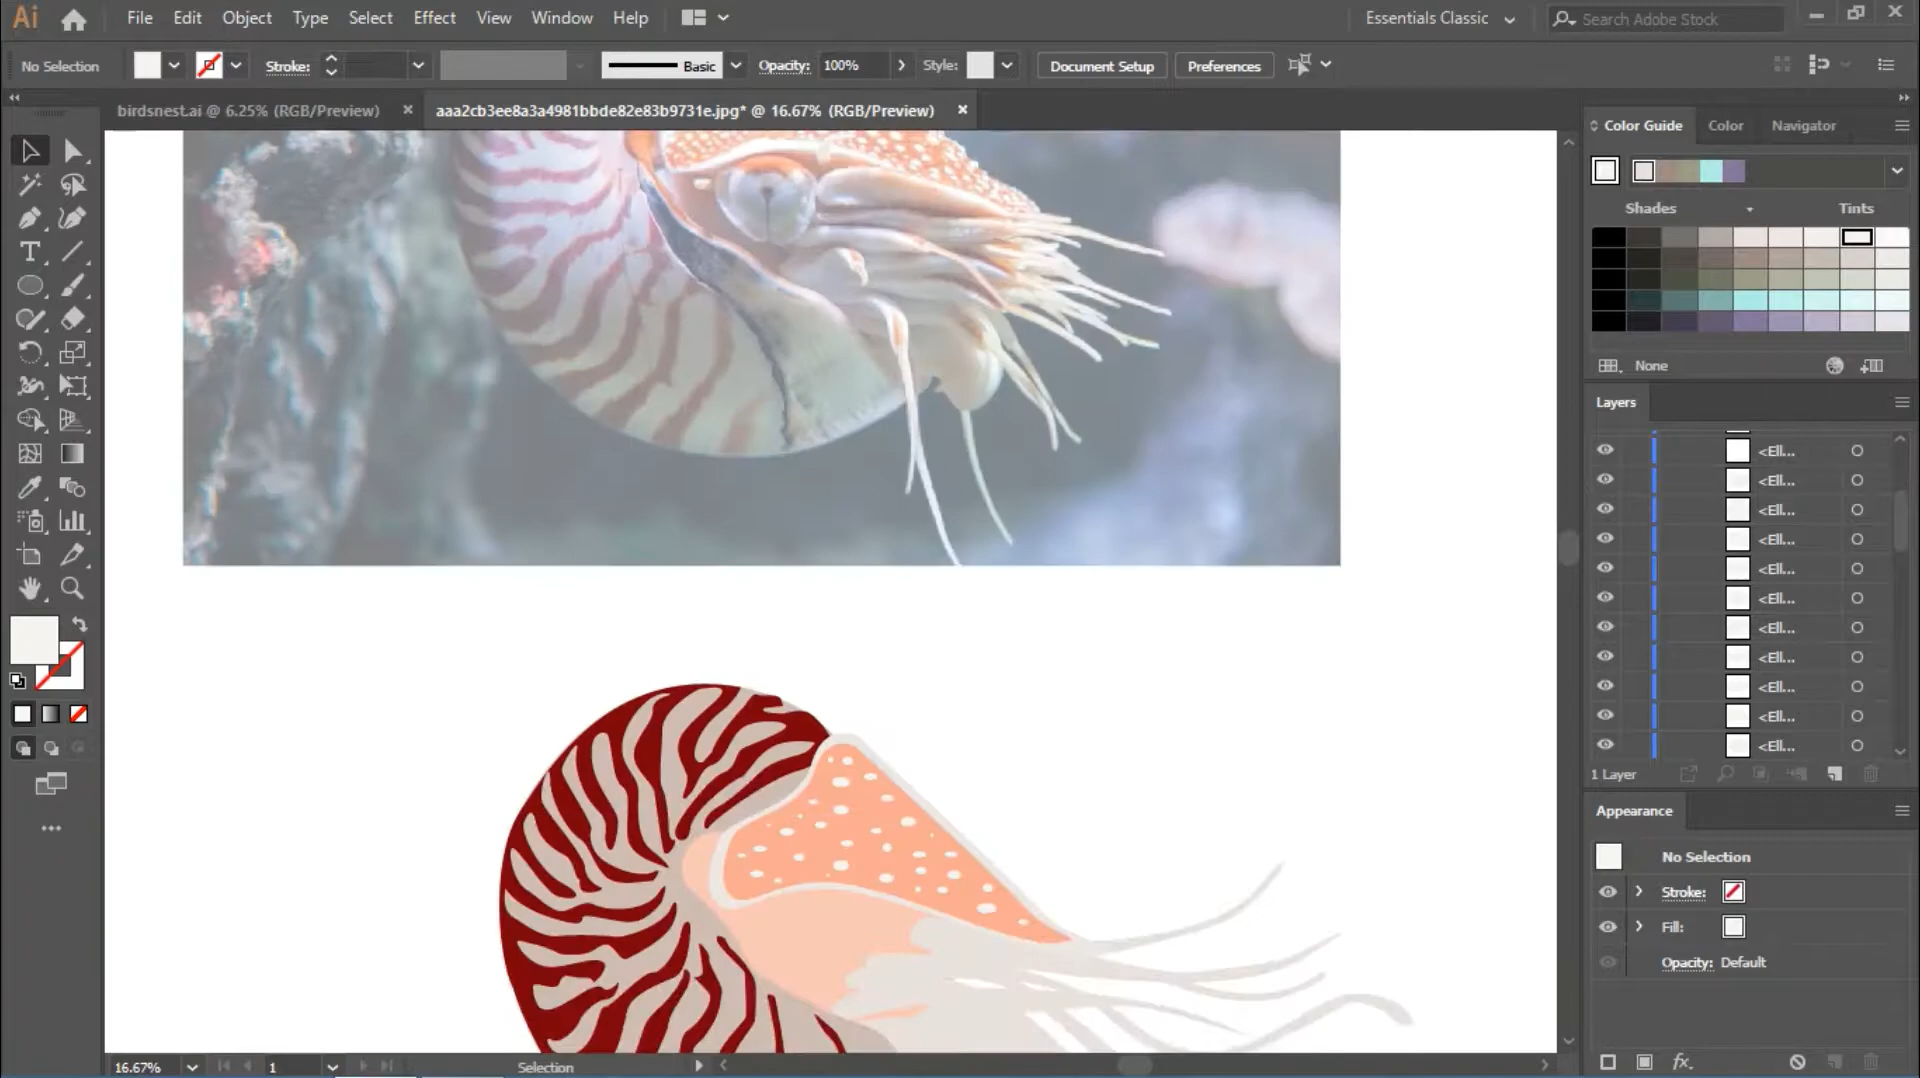 Ai File Edit Object Type Select Effect View Window Help Essentials Classic Search Adobe Stock
No Selection Stroke: Basic Opacity: 100% Style: Document Setup Preferences
birdsnest.ai @ 6.25% (RGB/Preview) × aaa2cb3ee8a3a4981bbde82e83b9731e.jpg* @ 16.67% (RGB/Preview) ×
Color Guide Color Navigator
Shades Tints
None
Layers
<Ell...
<Ell...
<Ell...
<Ell...
<Ell...
<Ell...
<Ell...
<Ell...
<Ell...
<Ell...
<Ell...
1 Layer
Appearance
No Selection
Stroke:
Fill:
Opacity: Default
fx
16.67% 1 Selection